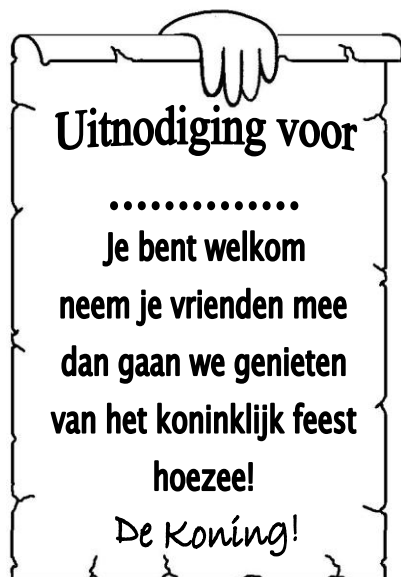 Uitnodiging voor
..............
Je bent welkom
neem je vrienden mee
dan gaan we genieten
van het koninklijk feest
hoezee!
De Koning!